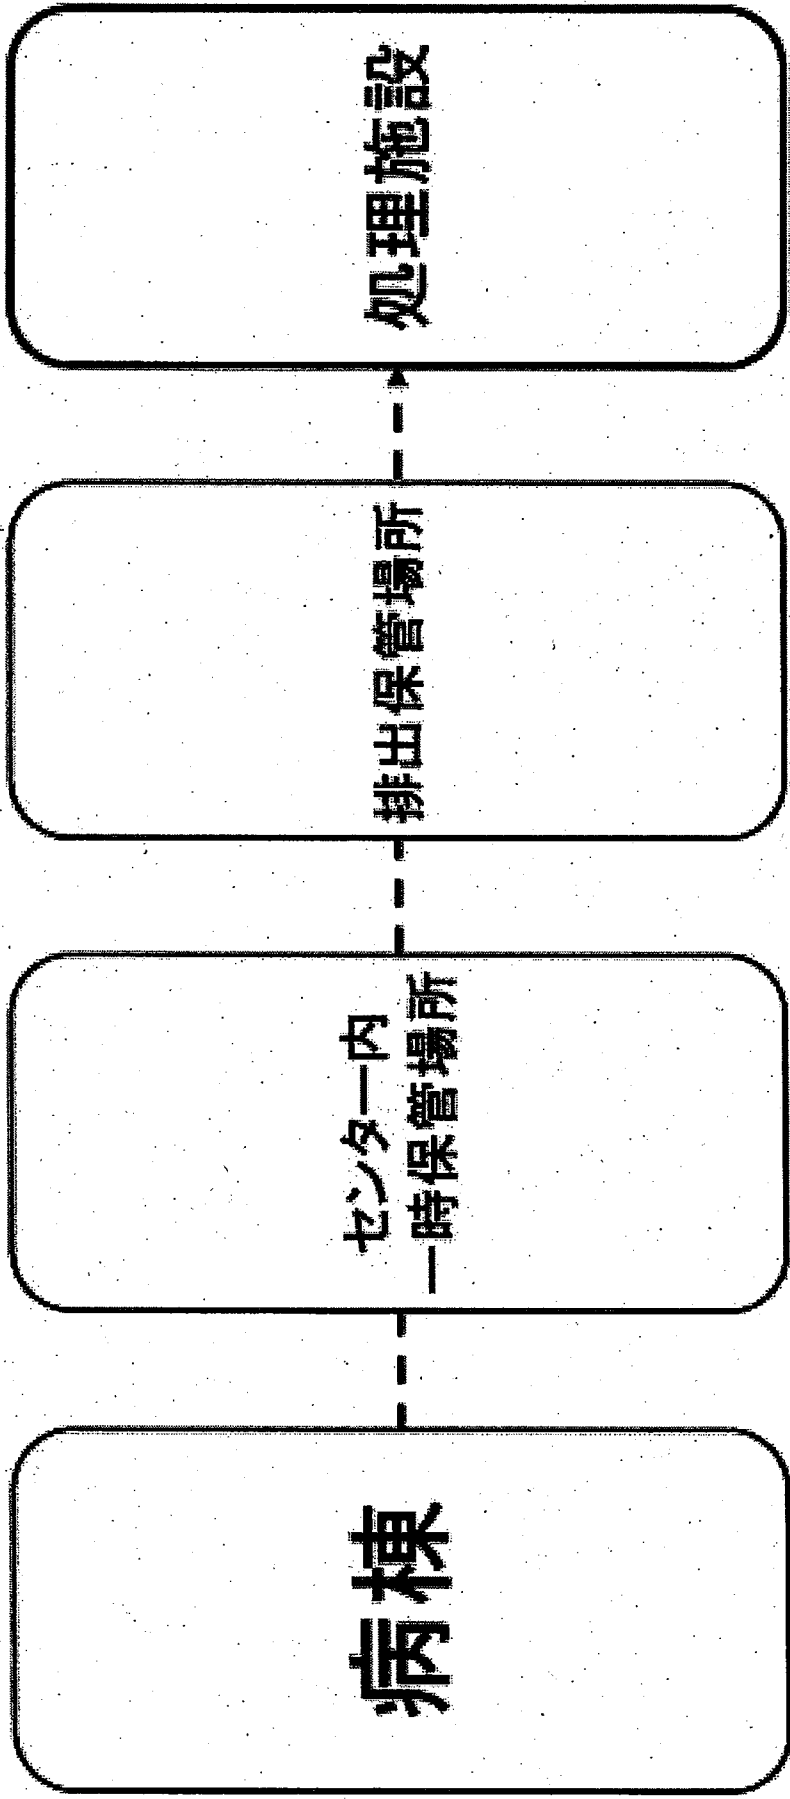 病棟
センター内
一時保管場所
排出保管場所
処理施設